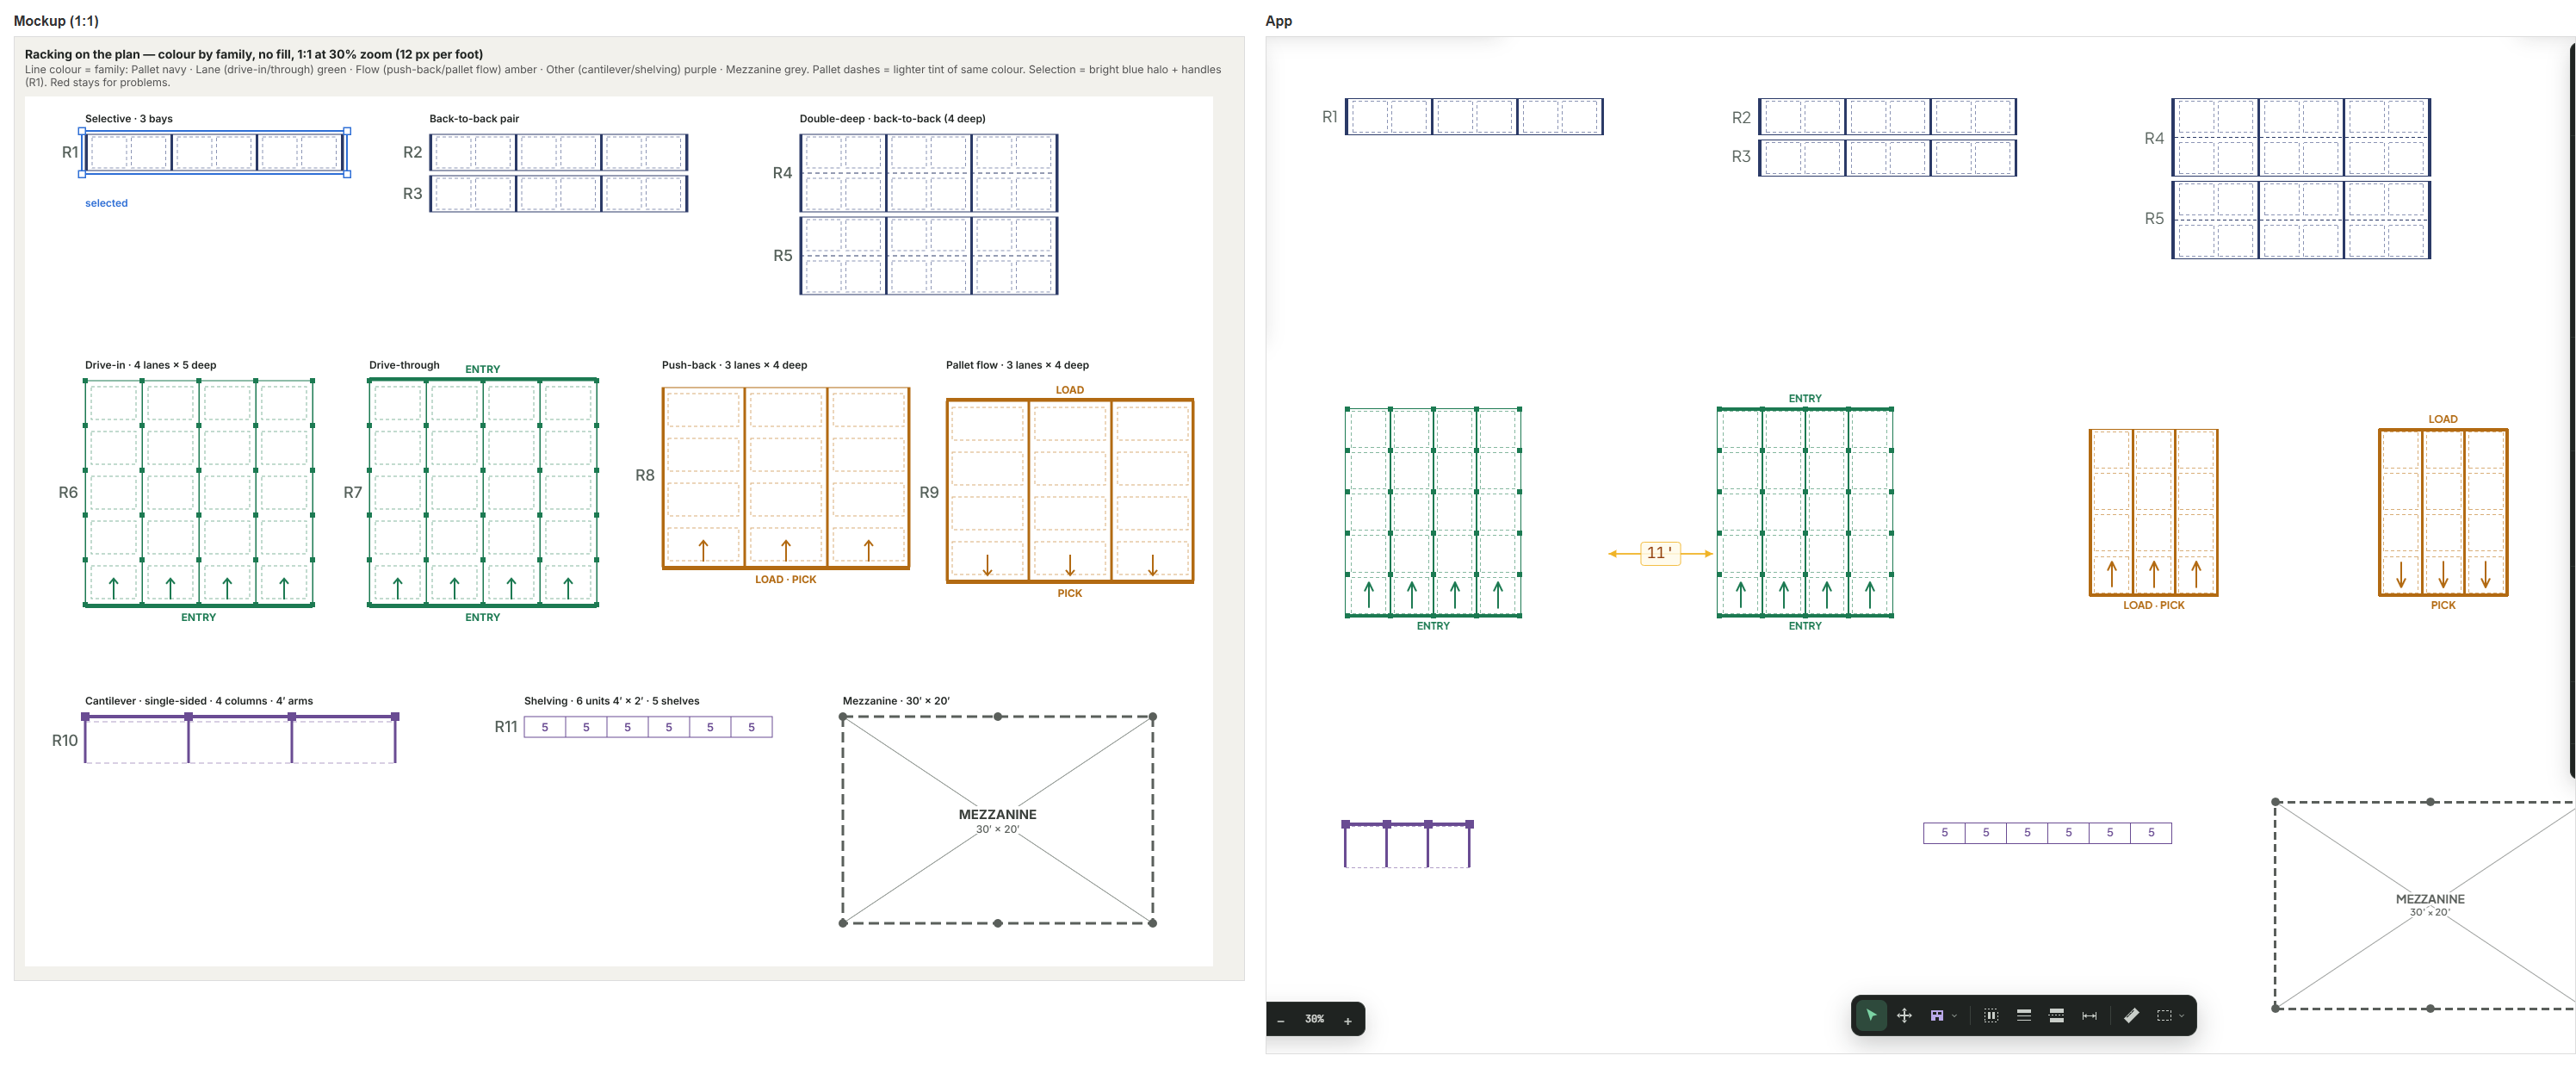 Mockup (1:1)
Racking on the plan — colour by family, no fill, 1:1 at 30% zoom (12 px per foot)
Line colour = family: Pallet navy · Lane (drive-in/through) green · Flow (push-back/pallet flow) amber · Other (cantilever/shelving) purple · Mezzanine grey. Pallet dashes = lighter tint of same colour. Selection = bright blue halo + handles
(R1). Red stays for problems.
Selective · 3 bays
Back-to-back pair
Double-deep · back-to-back (4 deep)
R1
R2
R3
R4
R5
selected
Drive-in · 4 lanes × 5 deep
Drive-through
ENTRY
Push-back · 3 lanes × 4 deep
Pallet flow · 3 lanes × 4 deep
LOAD
R6
R7
R8
R9
ENTRY
ENTRY
LOAD · PICK
PICK
Cantilever · single-sided · 4 columns · 4' arms
Shelving · 6 units 4' × 2' · 5 shelves
Mezzanine · 30' × 20'
R10
R11
5 5 5 5 5 5
MEZZANINE
30' × 20'
App
R1
R2
R3
R4
R5
ENTRY
LOAD
11'
ENTRY
ENTRY
LOAD · PICK
PICK
5 5 5 5 5 5
MEZZANINE
30' × 20'
− 30% +